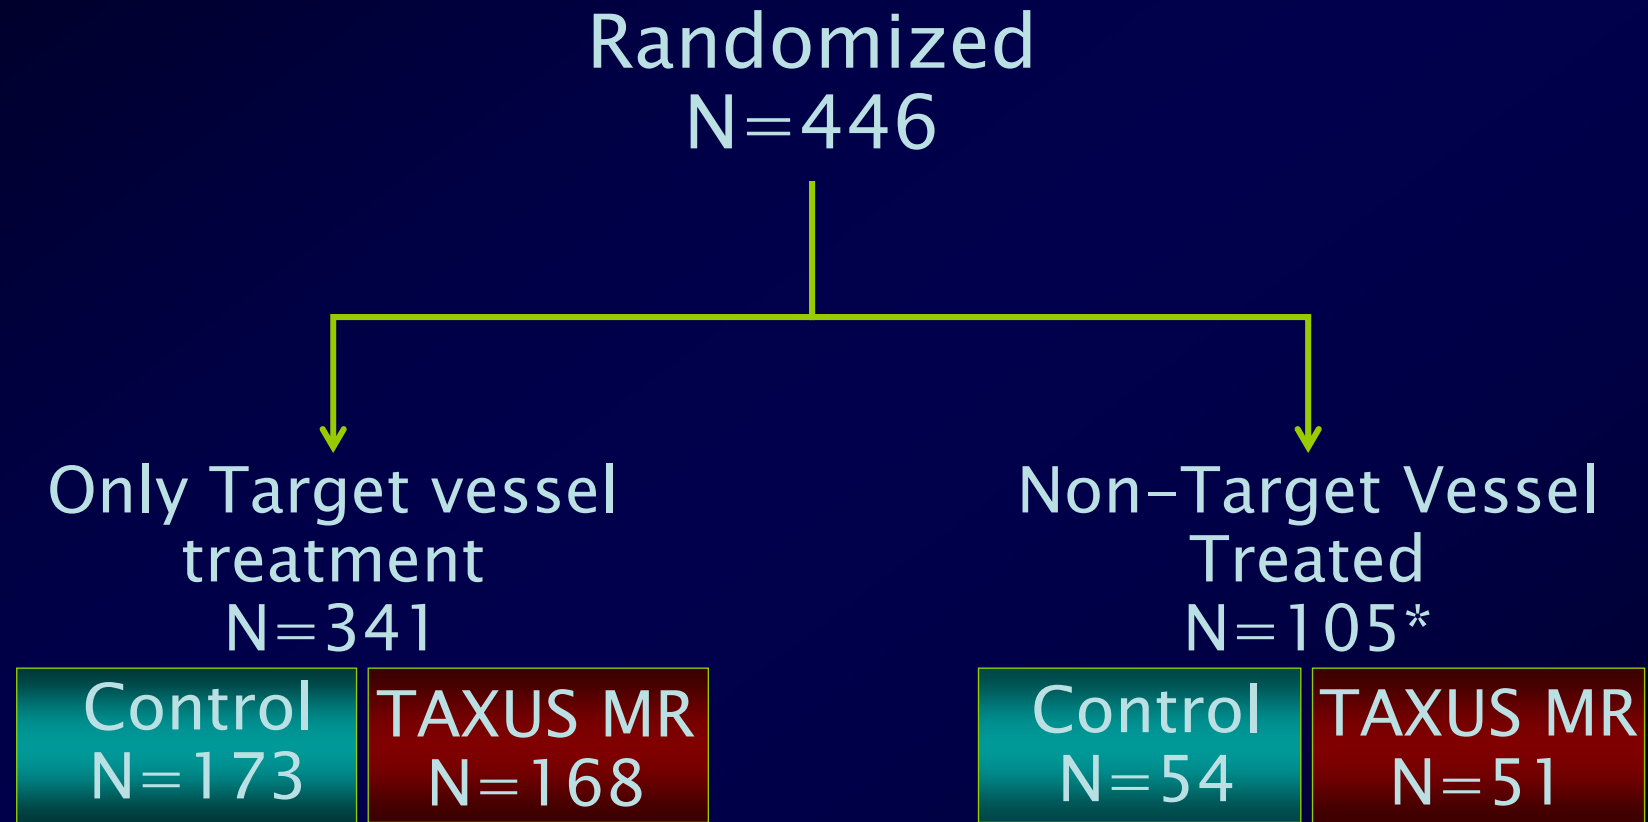 Randomized
N=446
Only Target vessel
treatment
N=341
Non-Target Vessel
Treated
N=105*
Control
N=173
TAXUS MR
N=168
Control
N=54
TAXUS MR
N=51